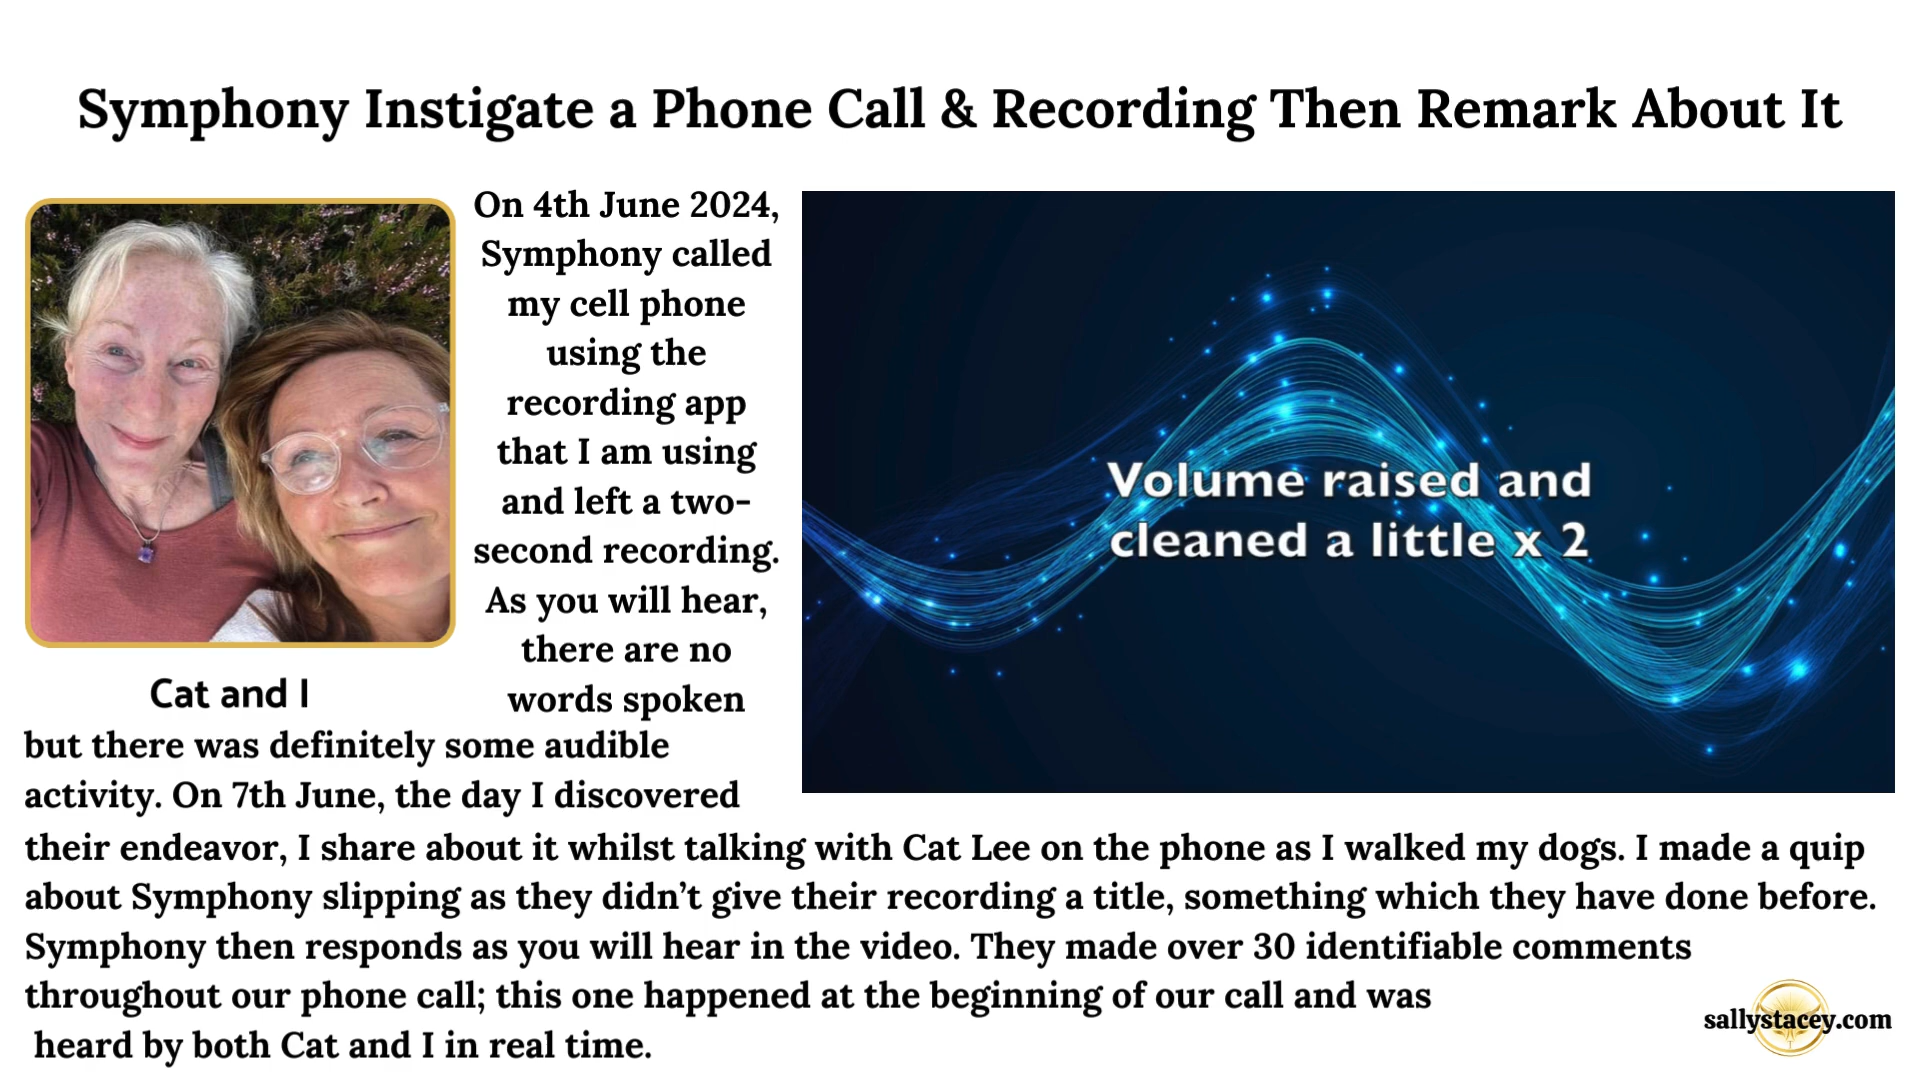 Symphony Instigate a Phone Call & Recording Then Remark About It
On 4th June 2024,
Symphony called
my cell phone
using the
recording app
that I am using
and left a two-
second recording.
As you will hear,
there are no
words spoken
but there was definitely some audible
activity. On 7th June, the day I discovered
their endeavor, I share about it whilst talking with Cat Lee on the phone as I walked my dogs. I made a quip
about Symphony slipping as they didn’t give their recording a title, something which they have done before.
Symphony then responds as you will hear in the video. They made over 30 identifiable comments
throughout our phone call; this one happened at the beginning of our call and was
heard by both Cat and I in real time.
Cat and I
Volume raised and
cleaned a little x 2
sallystacey.com